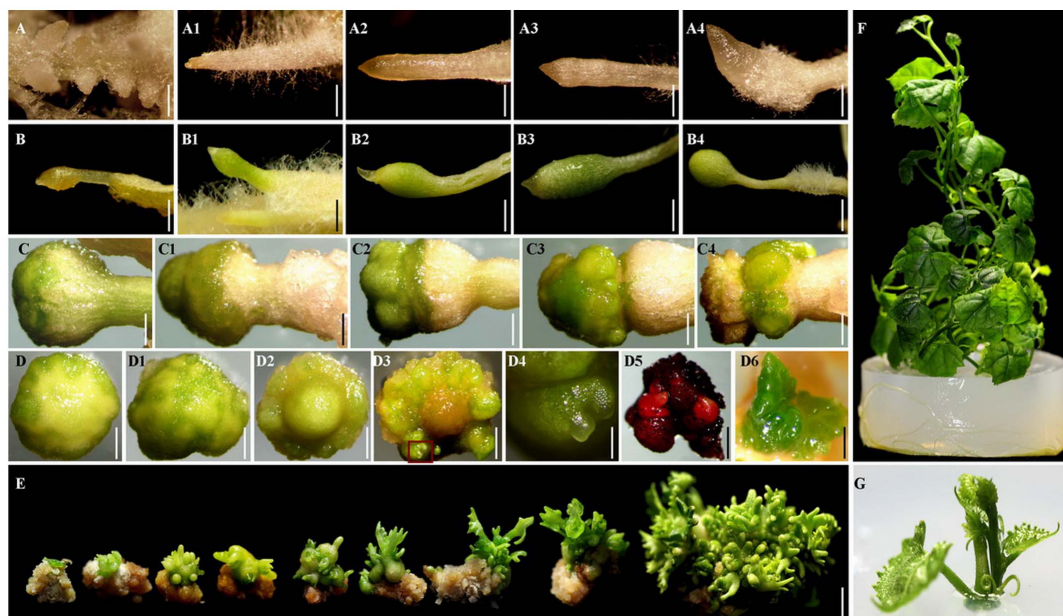 A A1 A2 A3 A4 F
B B1 B2 B3 B4
C C1 C2 C3 C4
D D1 D2 D3 D4 D5 D6
E G